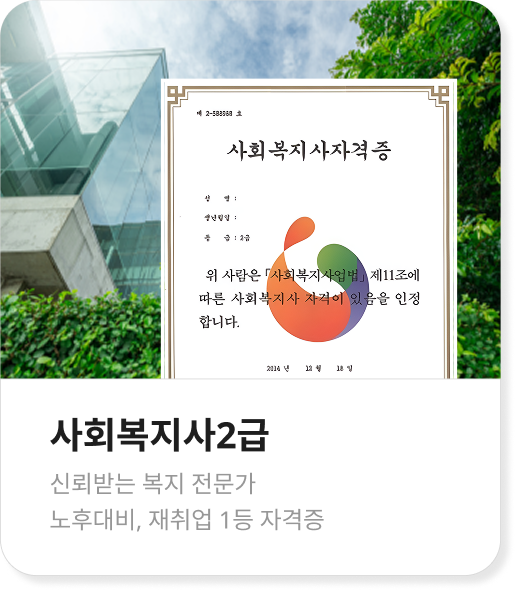 제 2-588968 호
사회복지사자격증
성 명 :
생년월일 :
등 급 : 2급
위 사람은 「사회복지사업법」 제11조에
따른 사회복지사 자격이 있음을 인정
합니다.
2014 년 12 월 18 일
사회복지사2급
신뢰받는 복지 전문가
노후대비, 재취업 1등 자격증